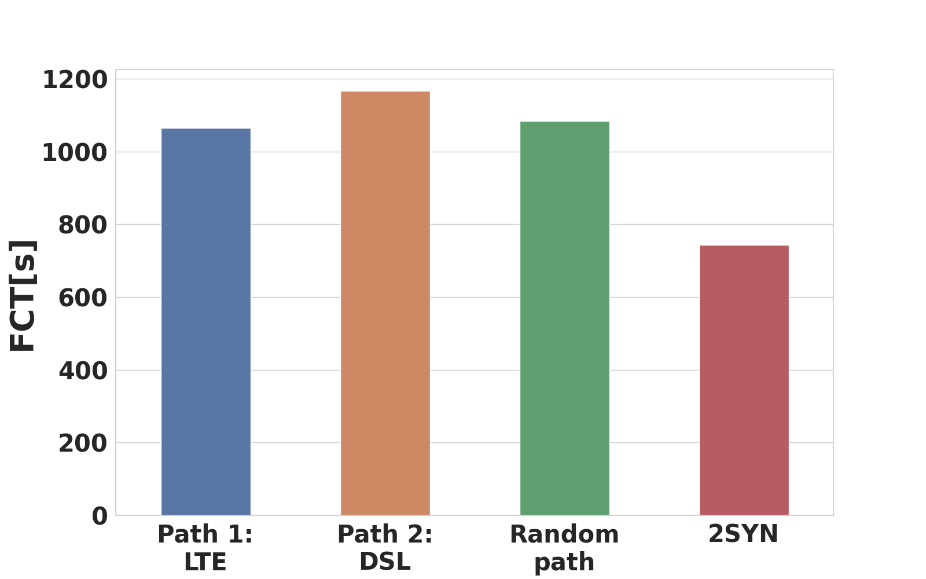 FCT[s]
1200
1000
800
600
400
200
0
Path 1:
LTE
Path 2:
DSL
Random
path
2SYN